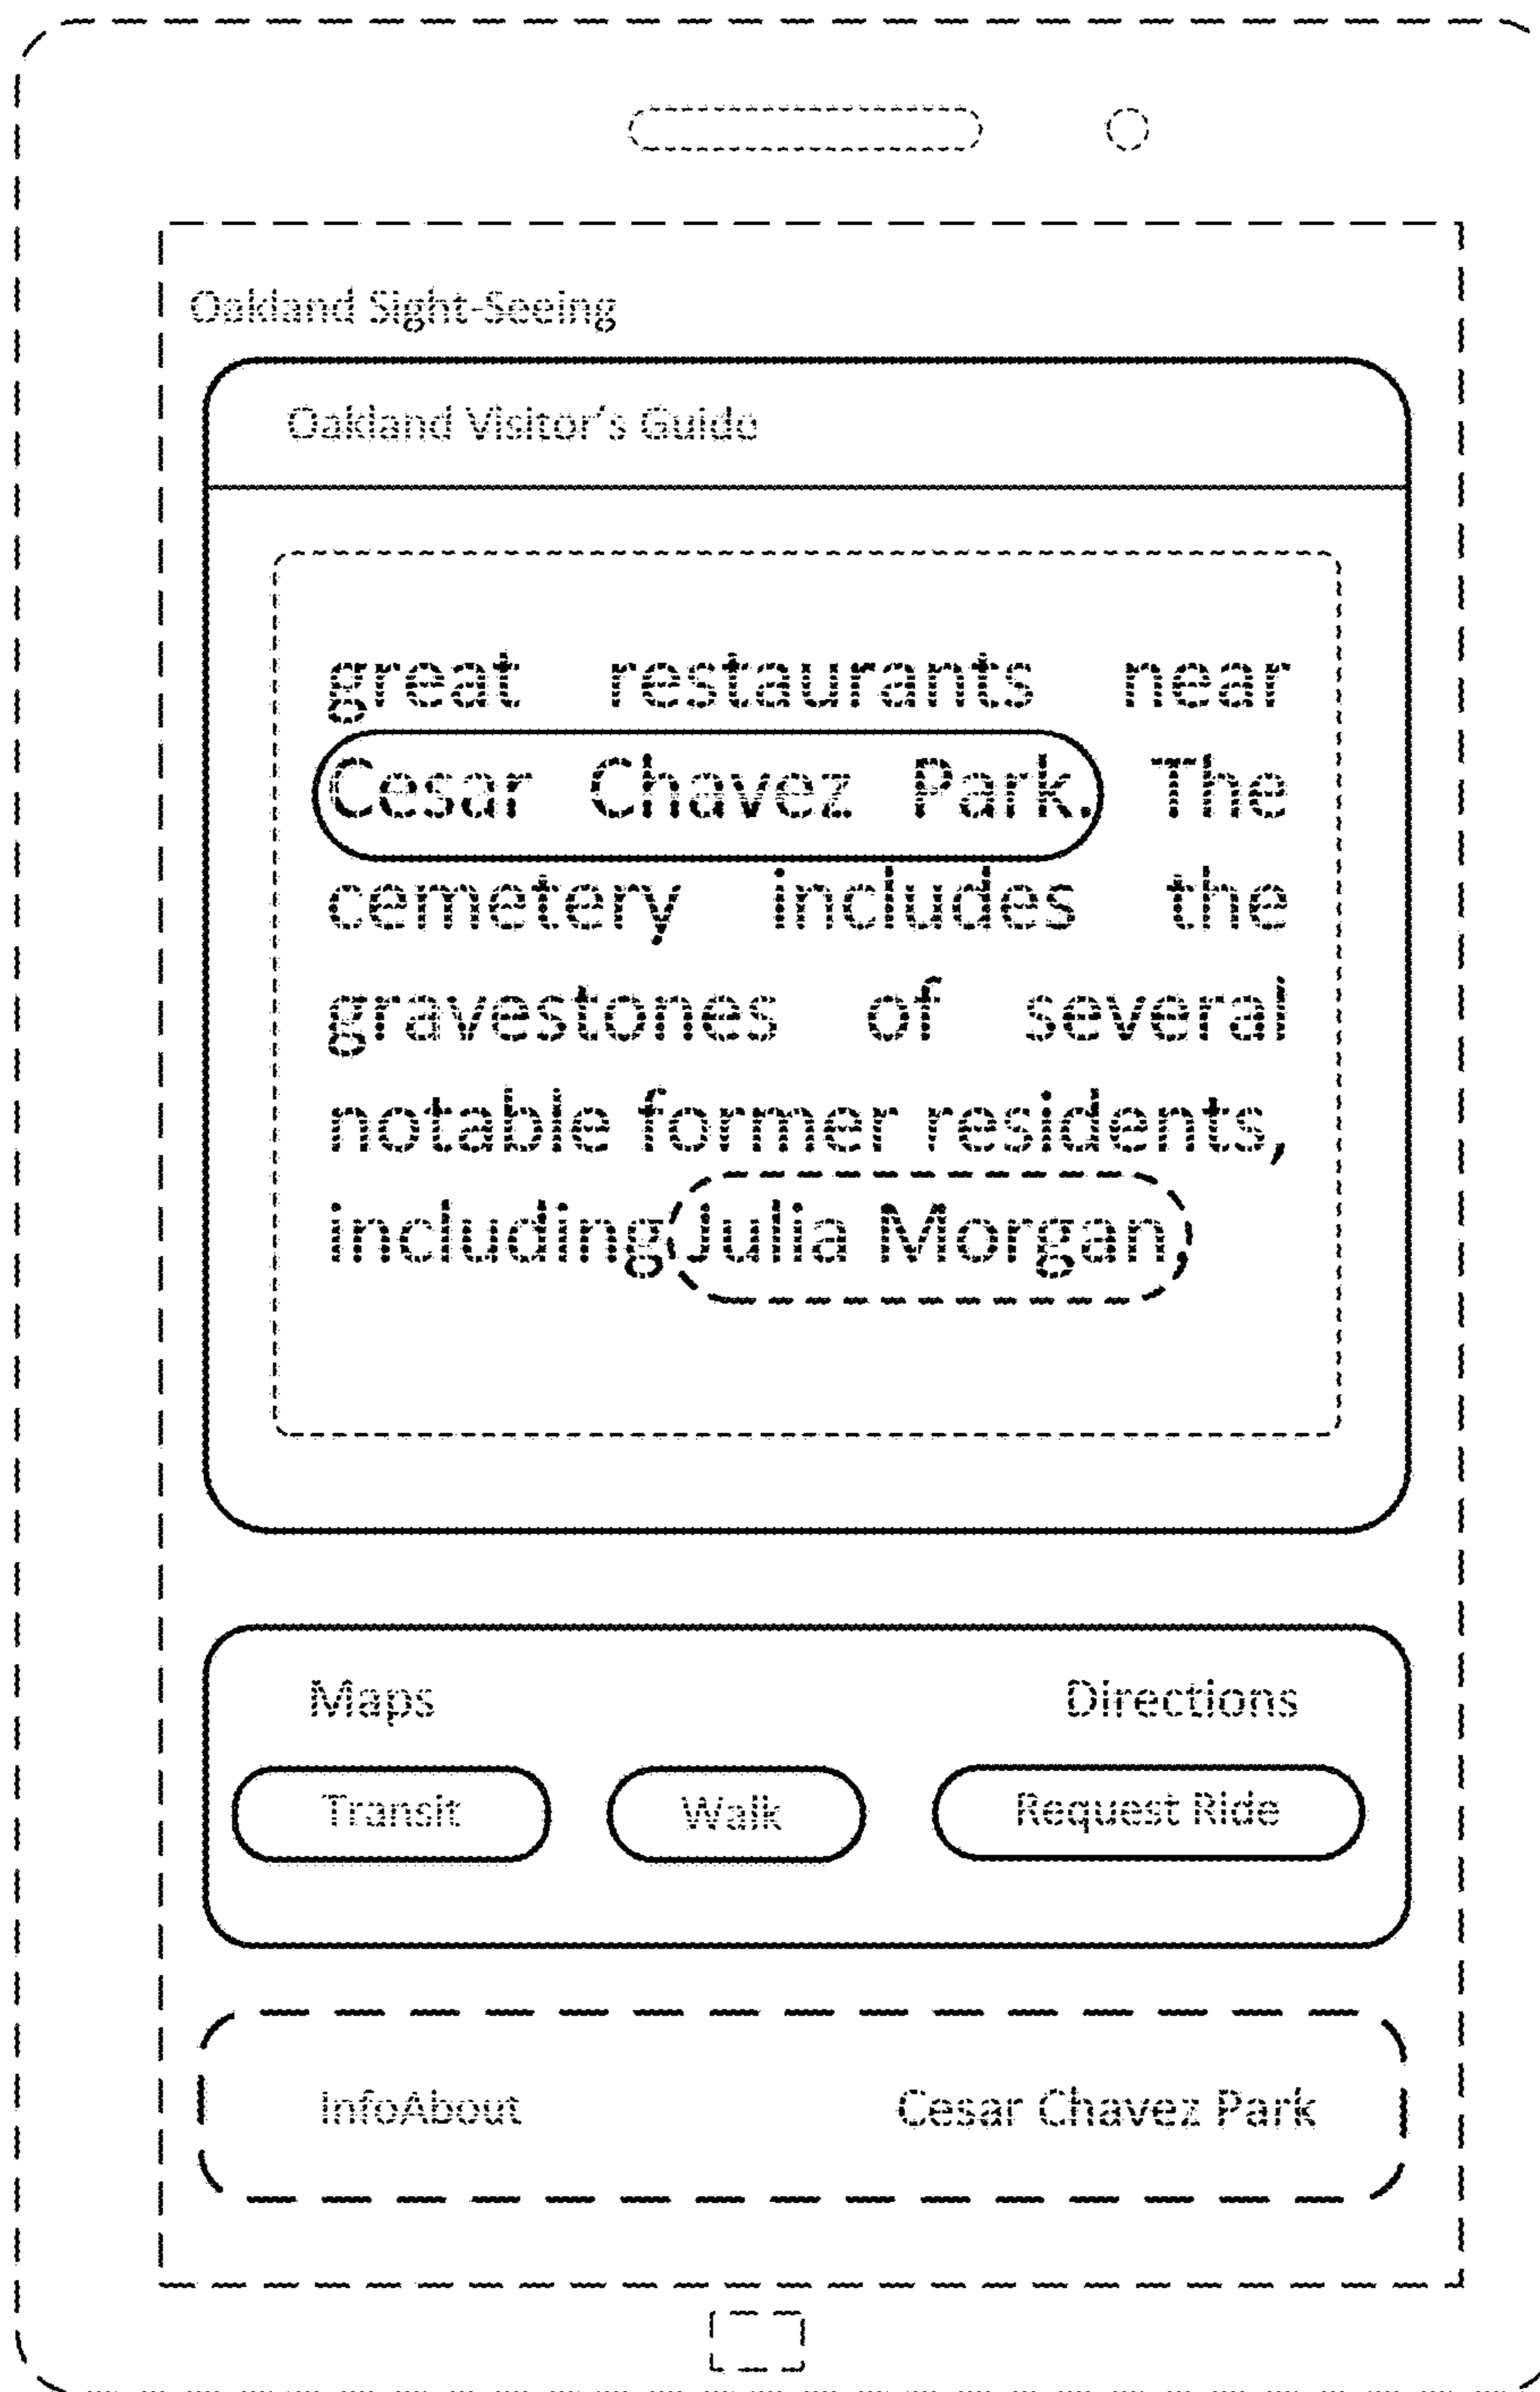 Oakland Sight-Seeing
Oakland Visitor's Guide
great restaurants near
Cesar Chavez Park. The
cemetery includes the
gravestones of several
notable former residents,
including Julia Morgan,
Maps Directions
Transit Walk Request Ride
InfoAbout Cesar Chavez Park